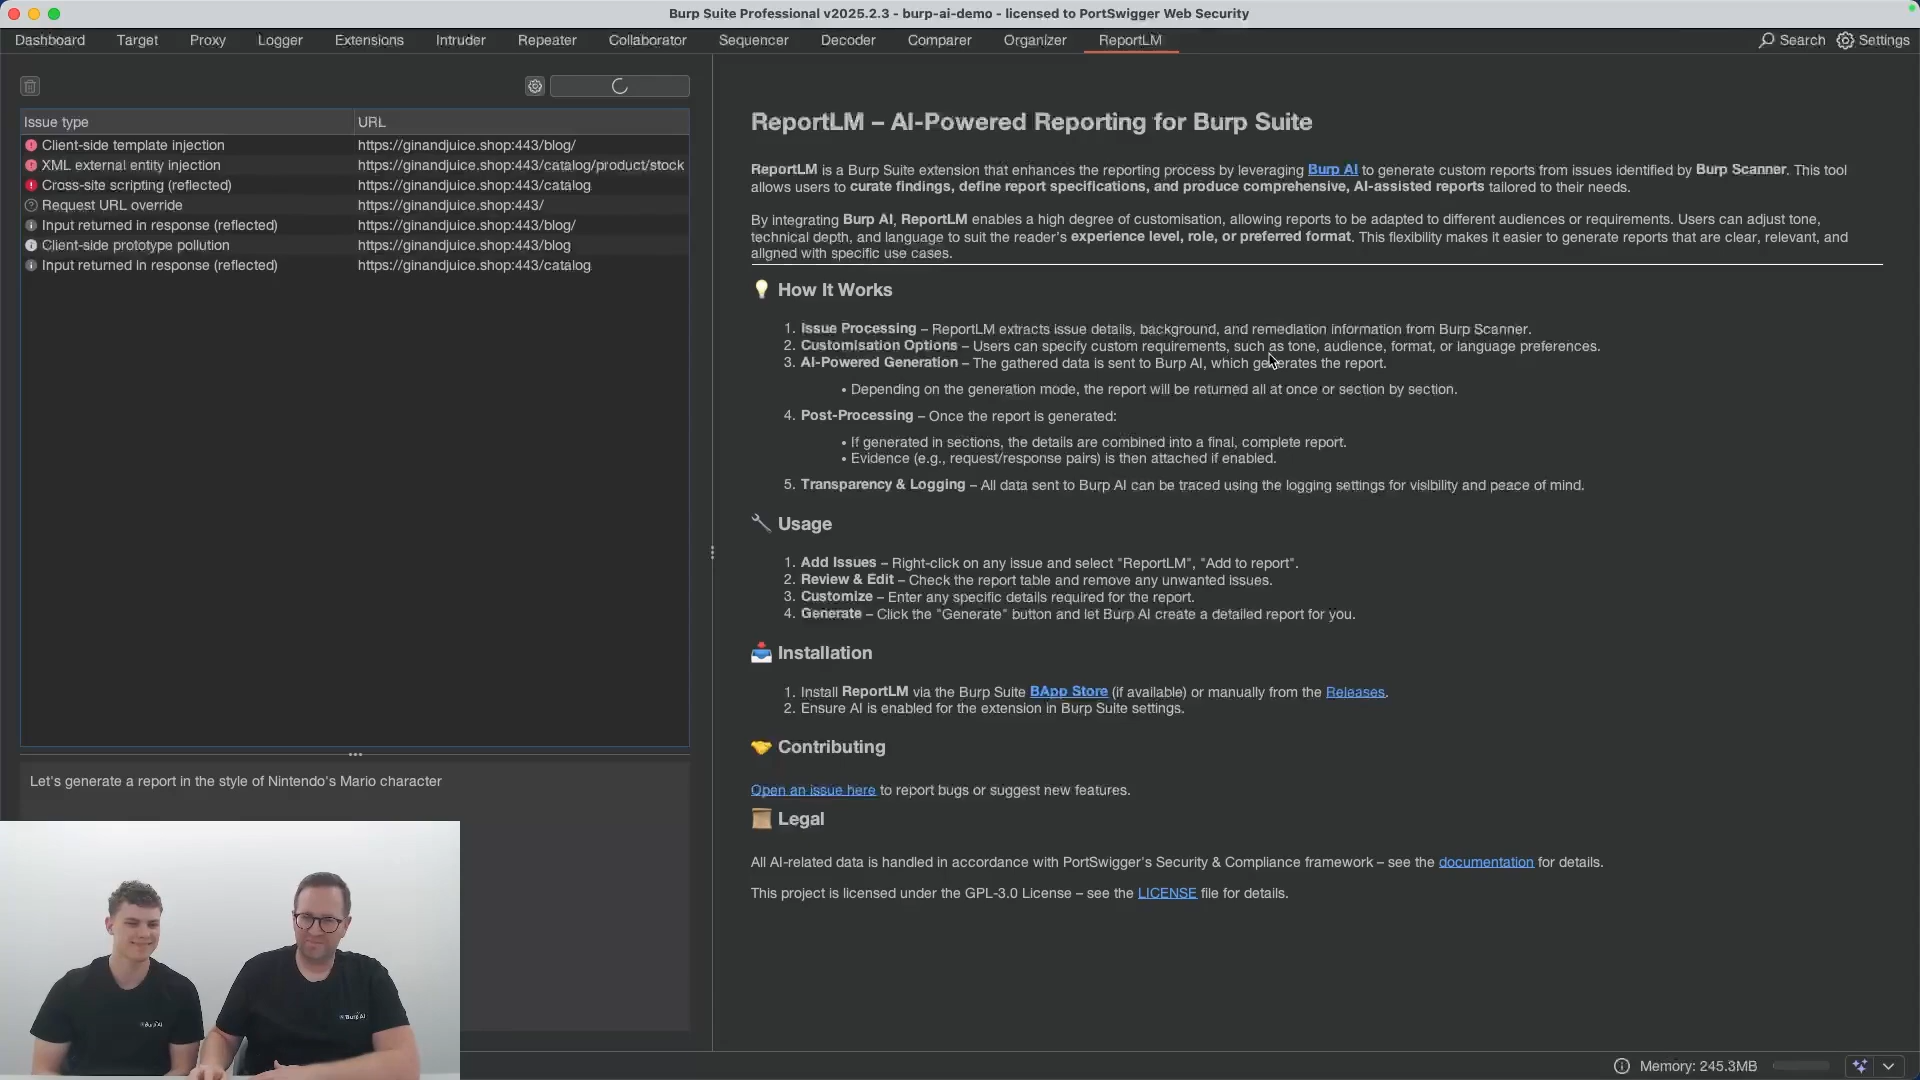 Burp Suite Professional v2025.2.3 - burp-ai-demo - licensed to PortSwigger Web Security
Dashboard Target Proxy Logger Extensions Intruder Repeater Collaborator Sequencer Decoder Comparer Organizer ReportLM Search Settings
Issue type URL
Client-side template injection https://ginandjuice.shop:443/blog/
XML external entity injection https://ginandjuice.shop:443/catalog/product/stock
Cross-site scripting (reflected) https://ginandjuice.shop:443/catalog
Request URL override https://ginandjuice.shop:443/
Input returned in response (reflected) https://ginandjuice.shop:443/blog/
Client-side prototype pollution https://ginandjuice.shop:443/blog
Input returned in response (reflected) https://ginandjuice.shop:443/catalog
Let's generate a report in the style of Nintendo's Mario character
ReportLM – AI-Powered Reporting for Burp Suite
ReportLM is a Burp Suite extension that enhances the reporting process by leveraging Burp AI to generate custom reports from issues identified by Burp Scanner. This tool
allows users to curate findings, define report specifications, and produce comprehensive, AI-assisted reports tailored to their needs.
By integrating Burp AI, ReportLM enables a high degree of customisation, allowing reports to be adapted to different audiences or requirements. Users can adjust tone,
technical depth, and language to suit the reader's experience level, role, or preferred format. This flexibility makes it easier to generate reports that are clear, relevant, and
aligned with specific use cases.
How It Works
1. Issue Processing – ReportLM extracts issue details, background, and remediation information from Burp Scanner.
2. Customisation Options – Users can specify custom requirements, such as tone, audience, format, or language preferences.
3. AI-Powered Generation – The gathered data is sent to Burp AI, which generates the report.
• Depending on the generation mode, the report will be returned all at once or section by section.
4. Post-Processing – Once the report is generated:
• If generated in sections, the details are combined into a final, complete report.
• Evidence (e.g., request/response pairs) is then attached if enabled.
5. Transparency & Logging – All data sent to Burp AI can be traced using the logging settings for visibility and peace of mind.
Usage
1. Add Issues – Right-click on any issue and select "ReportLM", "Add to report".
2. Review & Edit – Check the report table and remove any unwanted issues.
3. Customize – Enter any specific details required for the report.
4. Generate – Click the "Generate" button and let Burp AI create a detailed report for you.
Installation
1. Install ReportLM via the Burp Suite BApp Store (if available) or manually from the Releases.
2. Ensure AI is enabled for the extension in Burp Suite settings.
Contributing
Open an issue here to report bugs or suggest new features.
Legal
All AI-related data is handled in accordance with PortSwigger's Security & Compliance framework – see the documentation for details.
This project is licensed under the GPL-3.0 License – see the LICENSE file for details.
Burp AI
Burp AI
Memory: 245.3MB